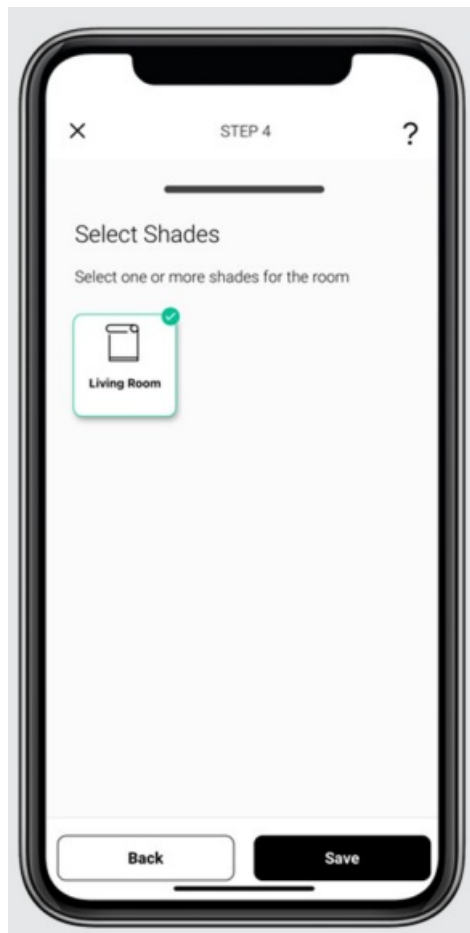 STEP 4
?
Select Shades
Select one or more shades for the room
Living Room
Back
Save